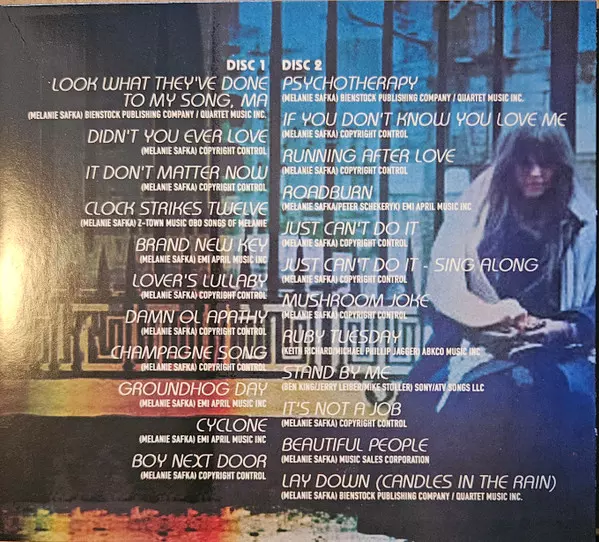 DISC 1
LOOK WHAT THEY'VE DONE
TO MY SONG, MA
(MELANIE SAFKA) BIENSTOCK PUBLISHING COMPANY / QUARTET MUSIC INC.
DIDN'T YOU EVER LOVE
(MELANIE SAFKA) COPYRIGHT CONTROL
IT DON'T MATTER NOW
(MELANIE SAFKA) COPYRIGHT CONTROL
CLOCK STRIKES TWELVE
(MELANIE SAFKA) Z-TOWN MUSIC OBO SONGS OF MELANIE
BRAND NEW KEY
(MELANIE SAFKA) EMI APRIL MUSIC INC
LOVER'S LULLABY
(MELANIE SAFKA) COPYRIGHT CONTROL
DAMN OL APATHY
(MELANIE SAFKA) COPYRIGHT CONTROL
CHAMPAGNE SONG
(MELANIE SAFKA) COPYRIGHT CONTROL
GROUNDHOG DAY
(MELANIE SAFKA) EMI APRIL MUSIC INC
CYCLONE
(MELANIE SAFKA) EMI APRIL MUSIC INC
BOY NEXT DOOR
(MELANIE SAFKA) COPYRIGHT CONTROL
DISC 2
PSYCHOTHERAPY
(MELANIE SAFKA) BIENSTOCK PUBLISHING COMPANY / QUARTET MUSIC INC.
IF YOU DON'T KNOW YOU LOVE ME
(MELANIE SAFKA) COPYRIGHT CONTROL
RUNNING AFTER LOVE
(MELANIE SAFKA) COPYRIGHT CONTROL
ROADBURN
(MELANIE SAFKA/PETER SCHEKERYK) EMI APRIL MUSIC INC
JUST CAN'T DO IT
(MELANIE SAFKA) COPYRIGHT CONTROL
JUST CAN'T DO IT - SING ALONG
(MELANIE SAFKA) COPYRIGHT CONTROL
MUSHROOM JOKE
(MELANIE SAFKA) COPYRIGHT CONTROL
RUBY TUESDAY
(KEITH RICHARD/MICHAEL PHILLIP JAGGER) ABKCO MUSIC INC
STAND BY ME
(BEN KING/JERRY LEIBER/MIKE STOLLER) SONY/ATV SONGS LLC
IT'S NOT A JOB
(MELANIE SAFKA) COPYRIGHT CONTROL
BEAUTIFUL PEOPLE
(MELANIE SAFKA) MUSIC SALES CORPORATION
LAY DOWN (CANDLES IN THE RAIN)
(MELANIE SAFKA) BIENSTOCK PUBLISHING COMPANY / QUARTET MUSIC INC.